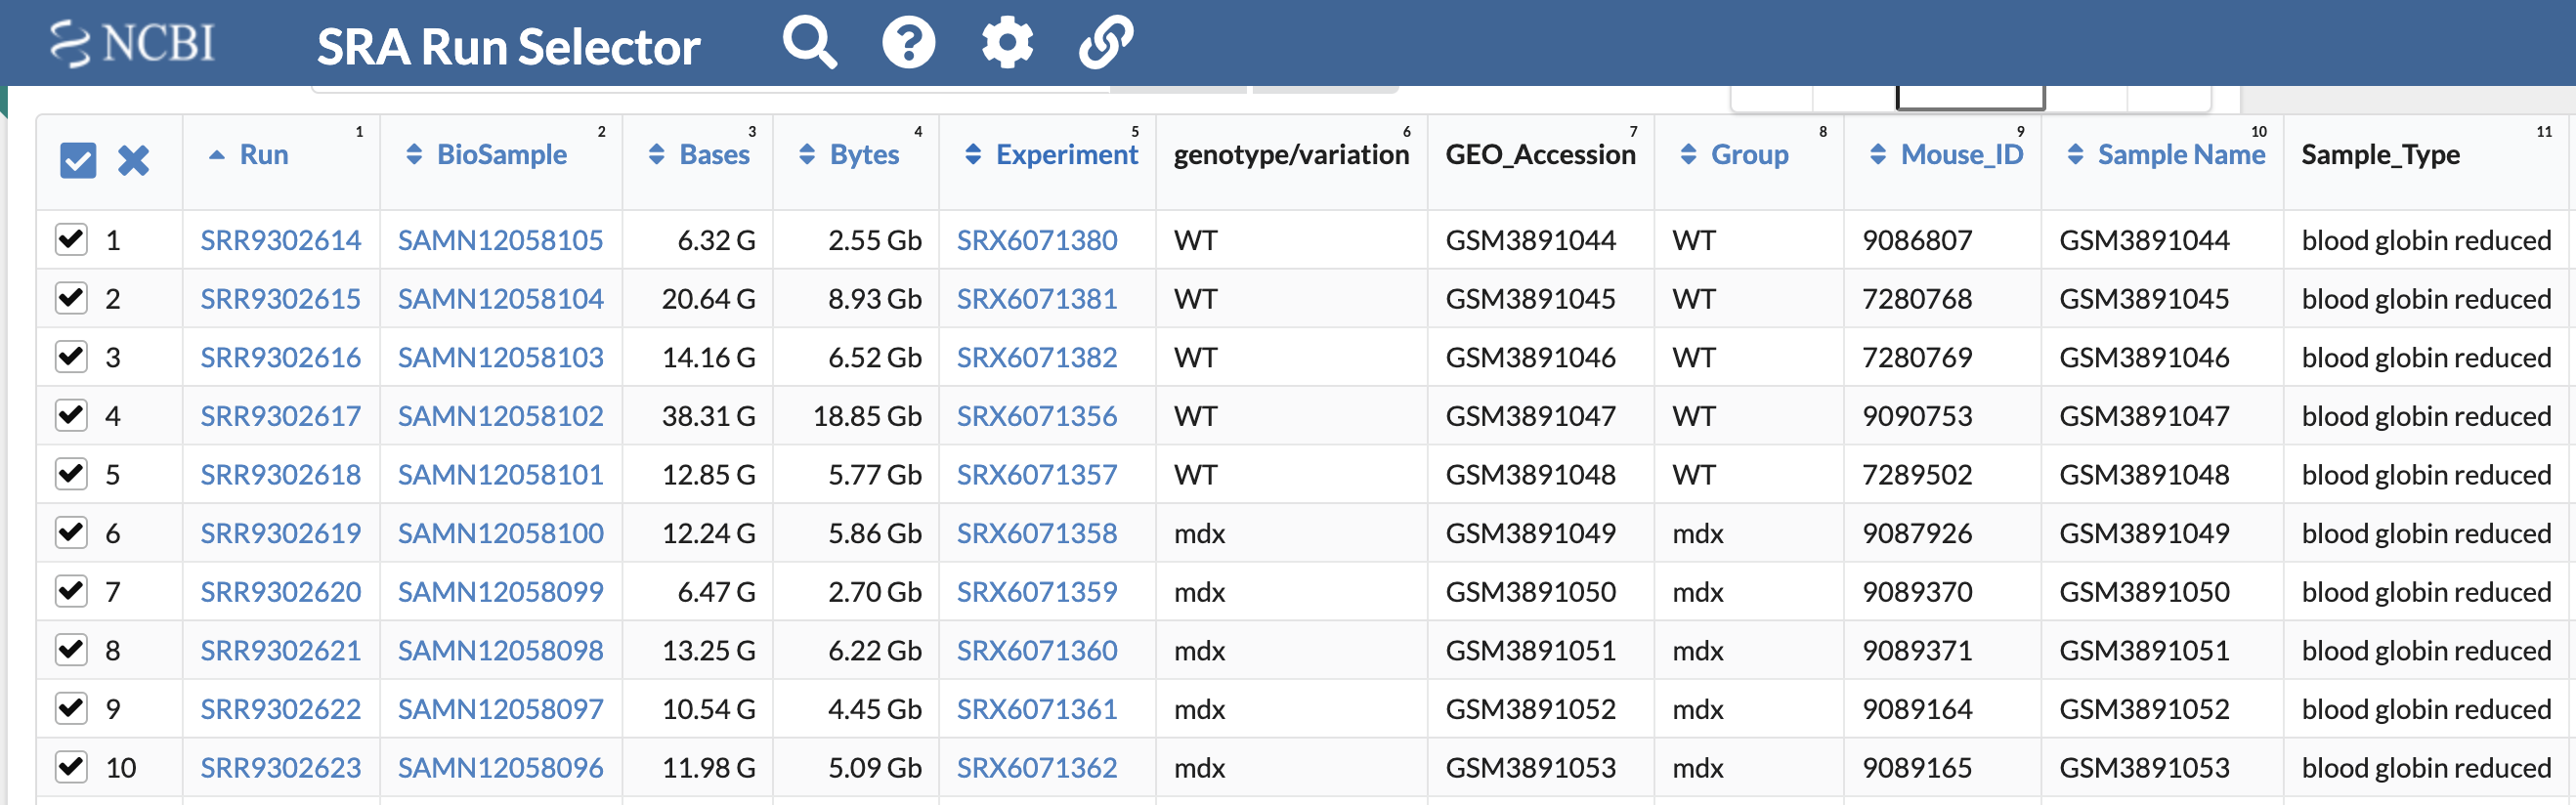 NCBI SRA Run Selector
1 2 3 4 5 6 7 8 9 10 11
Run BioSample Bases Bytes Experiment genotype/variation GEO_Accession Group Mouse_ID Sample Name Sample_Type
1 SRR9302614 SAMN12058105 6.32 G 2.55 Gb SRX6071380 WT GSM3891044 WT 9086807 GSM3891044 blood globin reduced
2 SRR9302615 SAMN12058104 20.64 G 8.93 Gb SRX6071381 WT GSM3891045 WT 7280768 GSM3891045 blood globin reduced
3 SRR9302616 SAMN12058103 14.16 G 6.52 Gb SRX6071382 WT GSM3891046 WT 7280769 GSM3891046 blood globin reduced
4 SRR9302617 SAMN12058102 38.31 G 18.85 Gb SRX6071356 WT GSM3891047 WT 9090753 GSM3891047 blood globin reduced
5 SRR9302618 SAMN12058101 12.85 G 5.77 Gb SRX6071357 WT GSM3891048 WT 7289502 GSM3891048 blood globin reduced
6 SRR9302619 SAMN12058100 12.24 G 5.86 Gb SRX6071358 mdx GSM3891049 mdx 9087926 GSM3891049 blood globin reduced
7 SRR9302620 SAMN12058099 6.47 G 2.70 Gb SRX6071359 mdx GSM3891050 mdx 9089370 GSM3891050 blood globin reduced
8 SRR9302621 SAMN12058098 13.25 G 6.22 Gb SRX6071360 mdx GSM3891051 mdx 9089371 GSM3891051 blood globin reduced
9 SRR9302622 SAMN12058097 10.54 G 4.45 Gb SRX6071361 mdx GSM3891052 mdx 9089164 GSM3891052 blood globin reduced
10 SRR9302623 SAMN12058096 11.98 G 5.09 Gb SRX6071362 mdx GSM3891053 mdx 9089165 GSM3891053 blood globin reduced